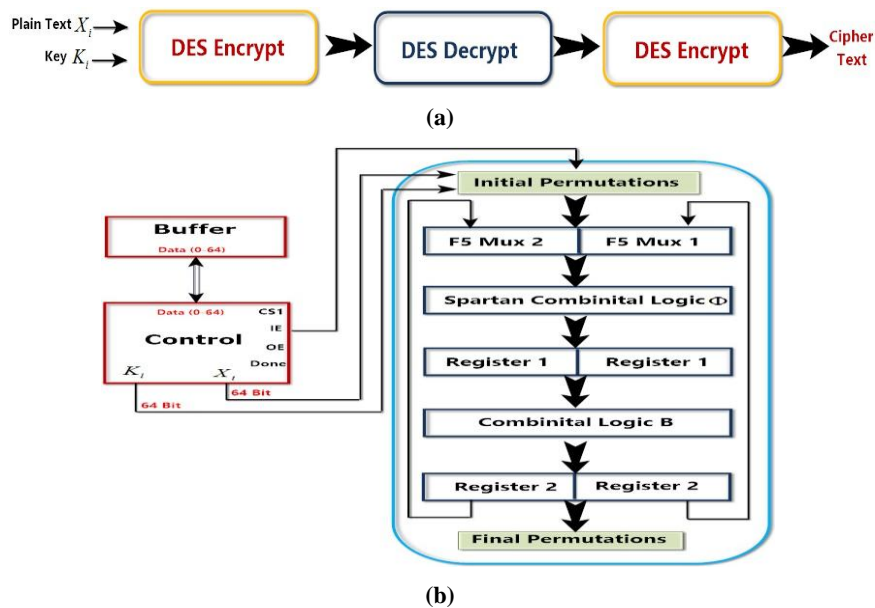 Plain Text X_i
Key K_i
DES Encrypt
DES Decrypt
DES Encrypt
Cipher
Text
(a)
Initial Permutations
Buffer
Data (0-64)
F5 Mux 2
F5 Mux 1
Data (0-64)
CS1
IE
Control
OE
Done
K_i
X_i
64 Bit
64 Bit
Spartan Combinital Logic Φ
Register 1
Register 1
Combinital Logic B
Register 2
Register 2
Final Permutations
(b)